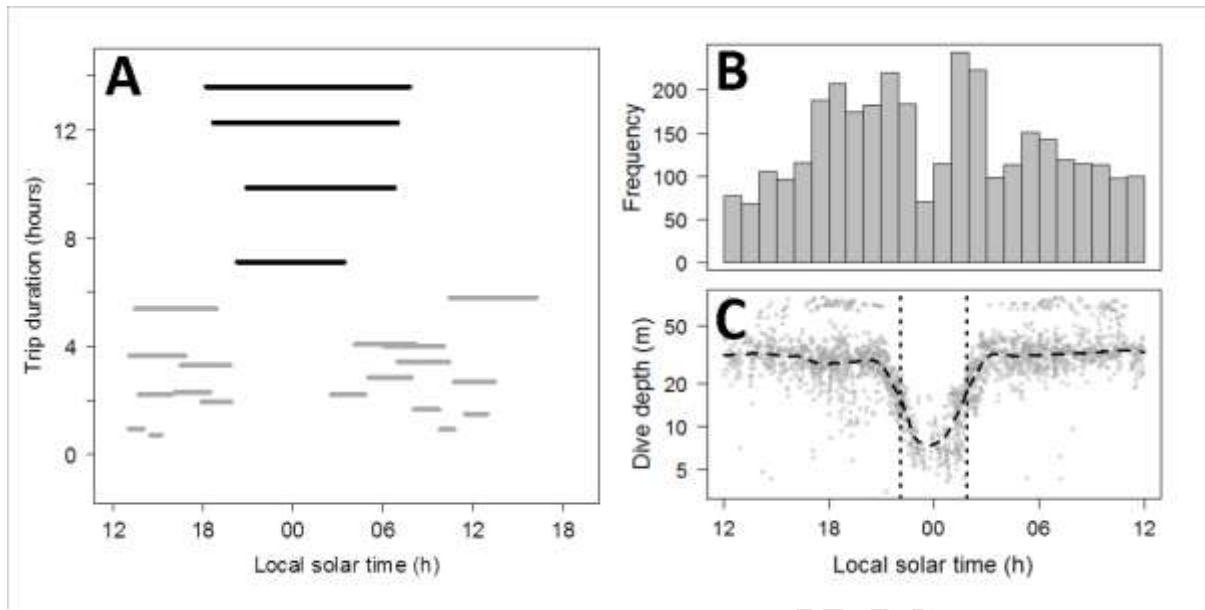 A
Trip duration (hours)
12
8
4
0
12 18 00 06 12 18
Local solar time (h)
B
Frequency
200
150
100
50
0
C
Dive depth (m)
50
20
10
5
12 18 00 06 12
Local solar time (h)